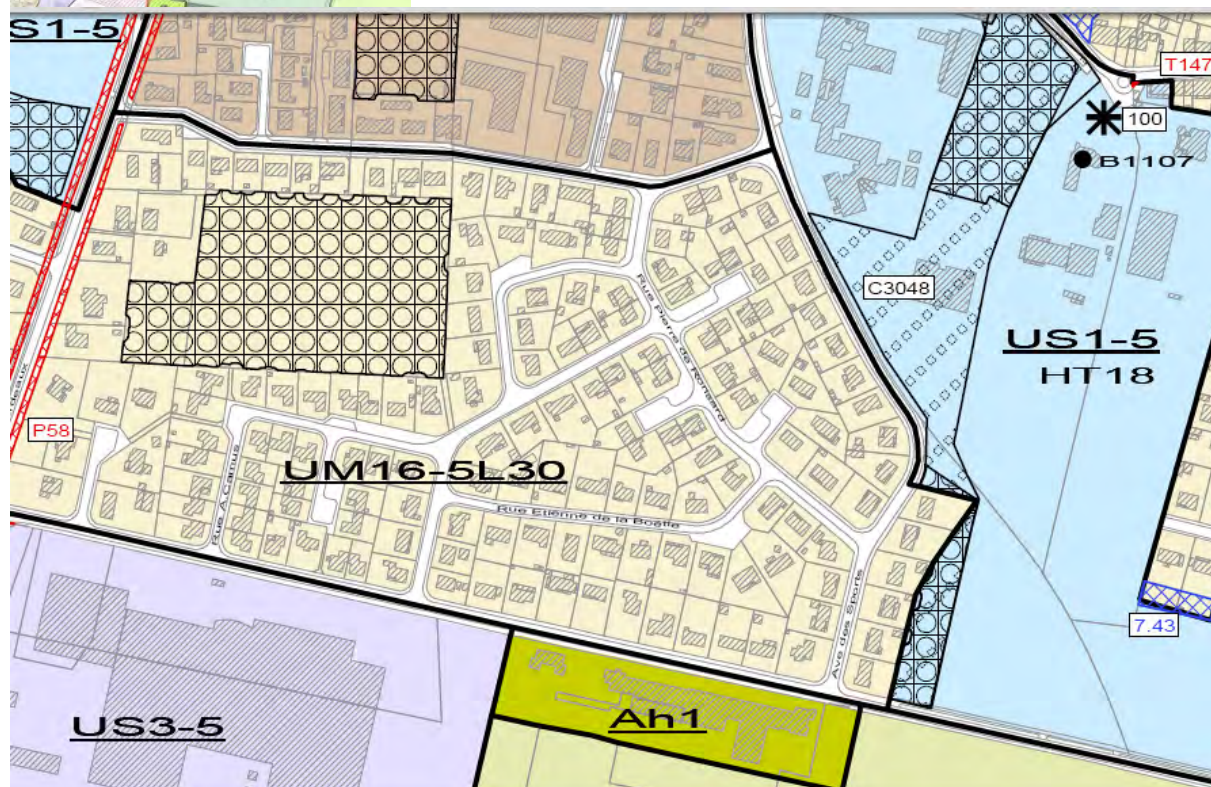 S1-5
T147
100
B1107
C3048
US1-5
HT18
Rue Pierre de Ronsard
P58
UM16-5L30
Rue A Camus
Rue Etienne de la Boétie
Ave des Sports
7.43
US3-5
Ah1